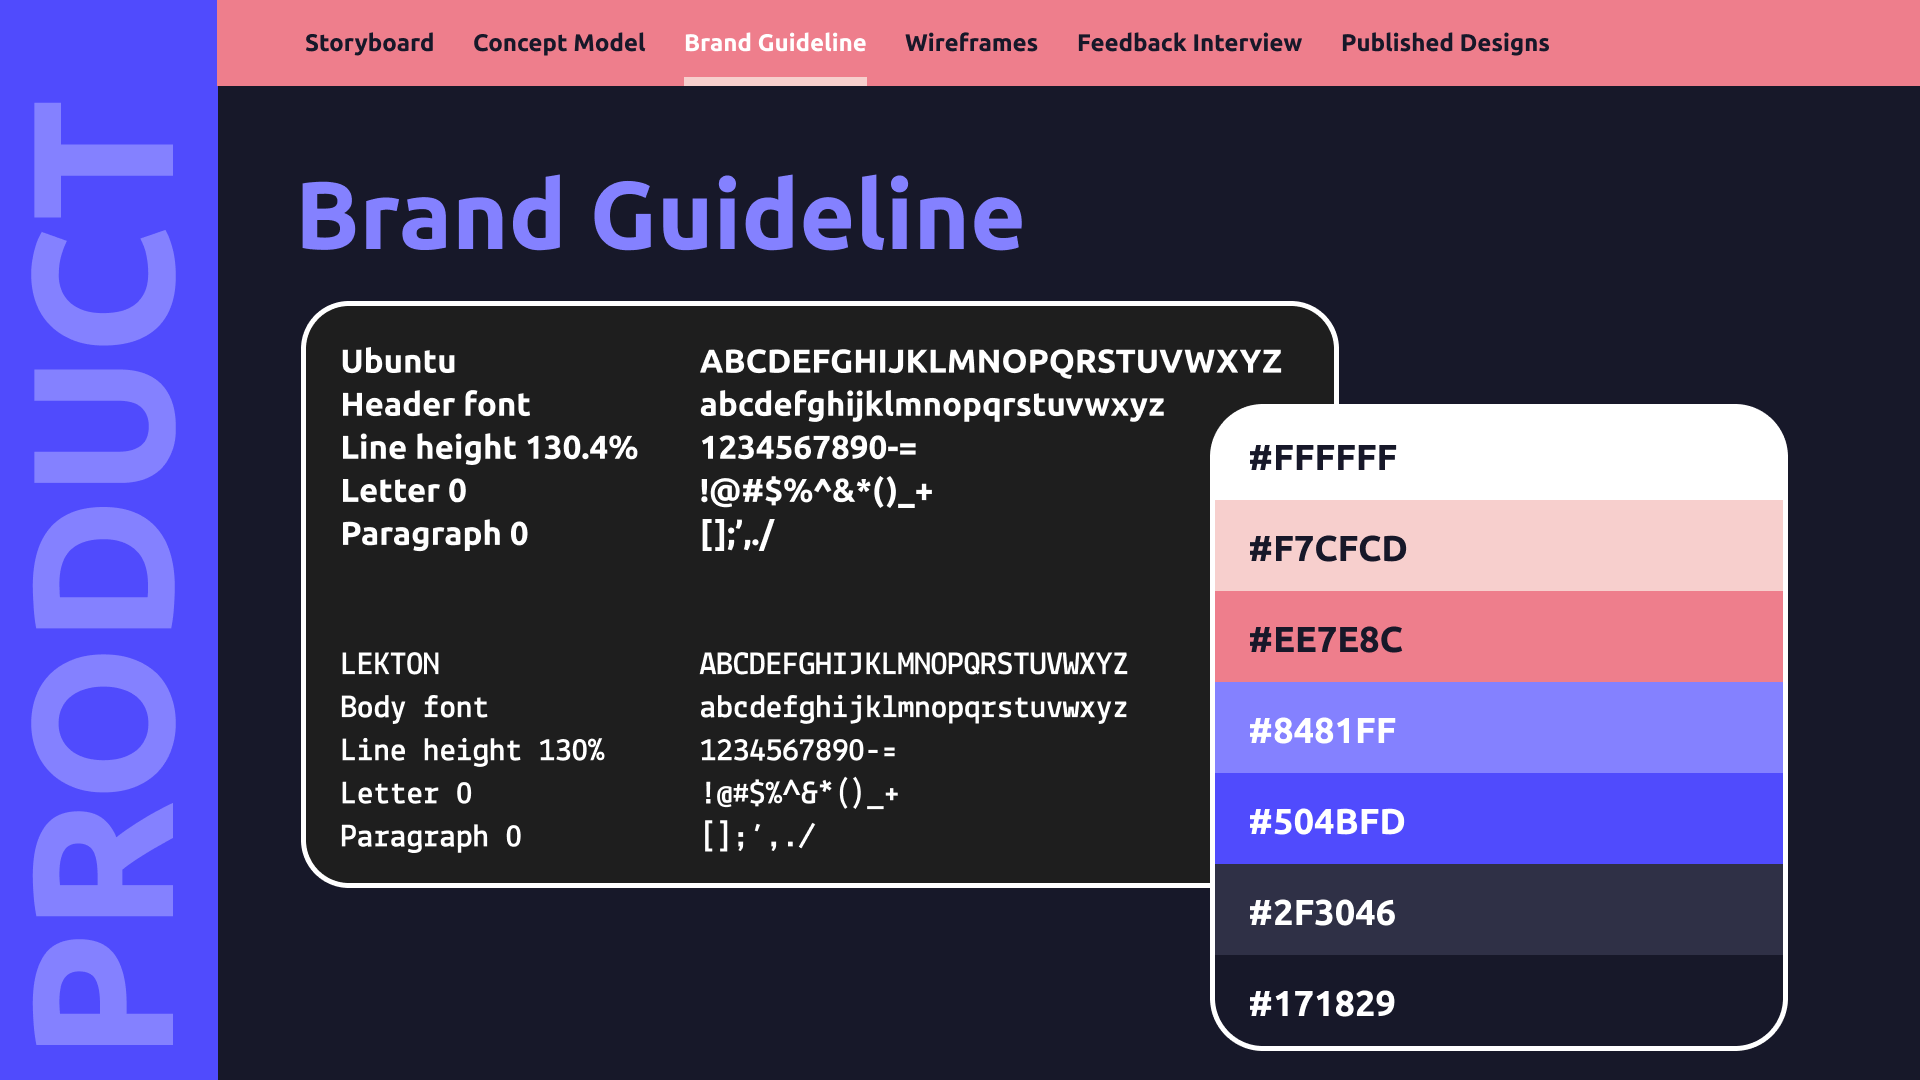 PRODUCT
Storyboard
Concept Model
Brand Guideline
Wireframes
Feedback Interview
Published Designs
Brand Guideline
Ubuntu
Header font
Line height 130.4%
Letter 0
Paragraph 0
ABCDEFGHIJKLMNOPQRSTUVWXYZ
abcdefghijklmnopqrstuvwxyz
1234567890-=
!@#$%^&*()_+
[];’,./
LEKTON
Body font
Line height 130%
Letter 0
Paragraph 0
ABCDEFGHIJKLMNOPQRSTUVWXYZ
abcdefghijklmnopqrstuvwxyz
1234567890-=
!@#$%^&*()_+
[];’,./
#FFFFFF
#F7CFCD
#EE7E8C
#8481FF
#504BFD
#2F3046
#171829